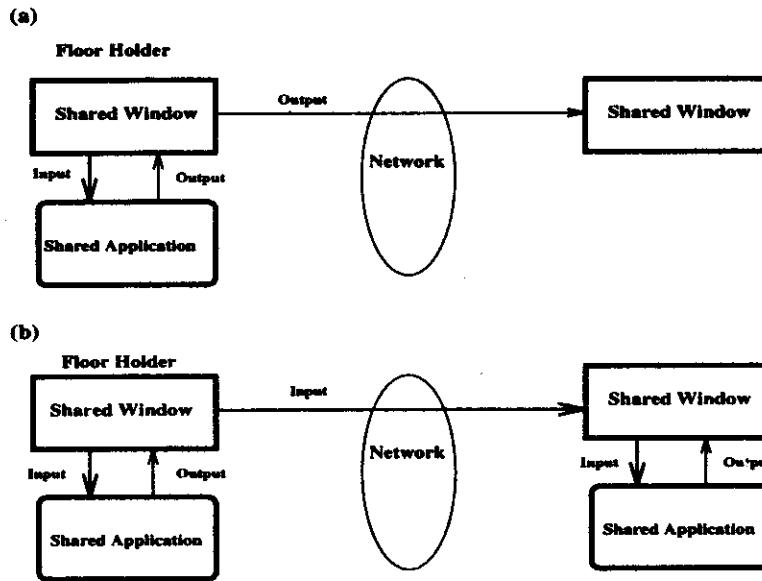 (a)
Floor Holder
Shared Window
Output
Shared Window
Network
Input
Output
Shared Application
(b)
Floor Holder
Shared Window
Input
Shared Window
Network
Input
Output
Input
Shared Application
Shared Application